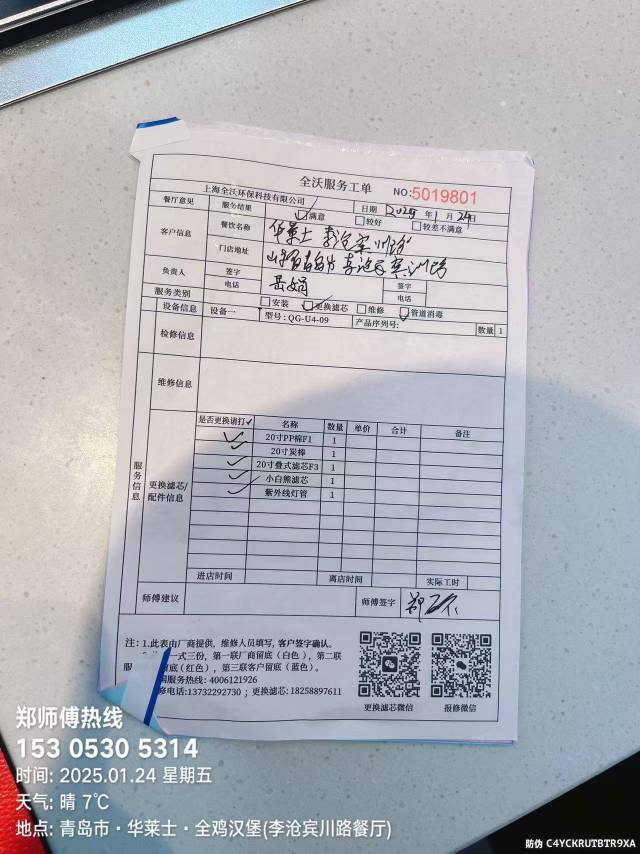 全沃服务工单
NO:5019801
上海全沃环保科技有限公司
餐厅意见 服务结果 满意 较好 较差不满意
日期 年 1 月 24日
客户信息 餐饮名称 华莱士 李沧宾川路
门店地址 山东省青岛市李沧区宾川路
负责人 签字 岳娟 签字
电话 电话
服务类别 安装 更换滤芯 维修 管道消毒
设备信息 设备一 型号: QG-U4-09 产品序列号: 数量 1
检修信息
服务信息
维修信息
更换滤芯/配件信息
是否更换请打✓ 名称 数量 单价 合计 备注
✓ 20寸PP棉F1 1
20寸炭棒 1
✓ 20寸叠式滤芯F3 1
✓ 小白熊滤芯 1
✓ 紫外线灯管 1
进店时间 离店时间 实际工时
师傅建议 师傅签字 郑
注: 1.此表由厂商提供, 维修人员填写, 客户签字确认。
一式三份, 第一联厂商留底(白色), 第二联
服 留底(红色), 第三联客户留底(蓝色)。
国服务热线: 4006121926
修电话:13732292730 ; 更换滤芯: 18258897611
更换滤芯微信 报修微信
郑师傅热线
153 0530 5314
时间: 2025.01.24 星期五
天气: 晴 7℃
地点: 青岛市·华莱士·全鸡汉堡(李沧宾川路餐厅)
防伪 C4YCKRUTBTR9XA